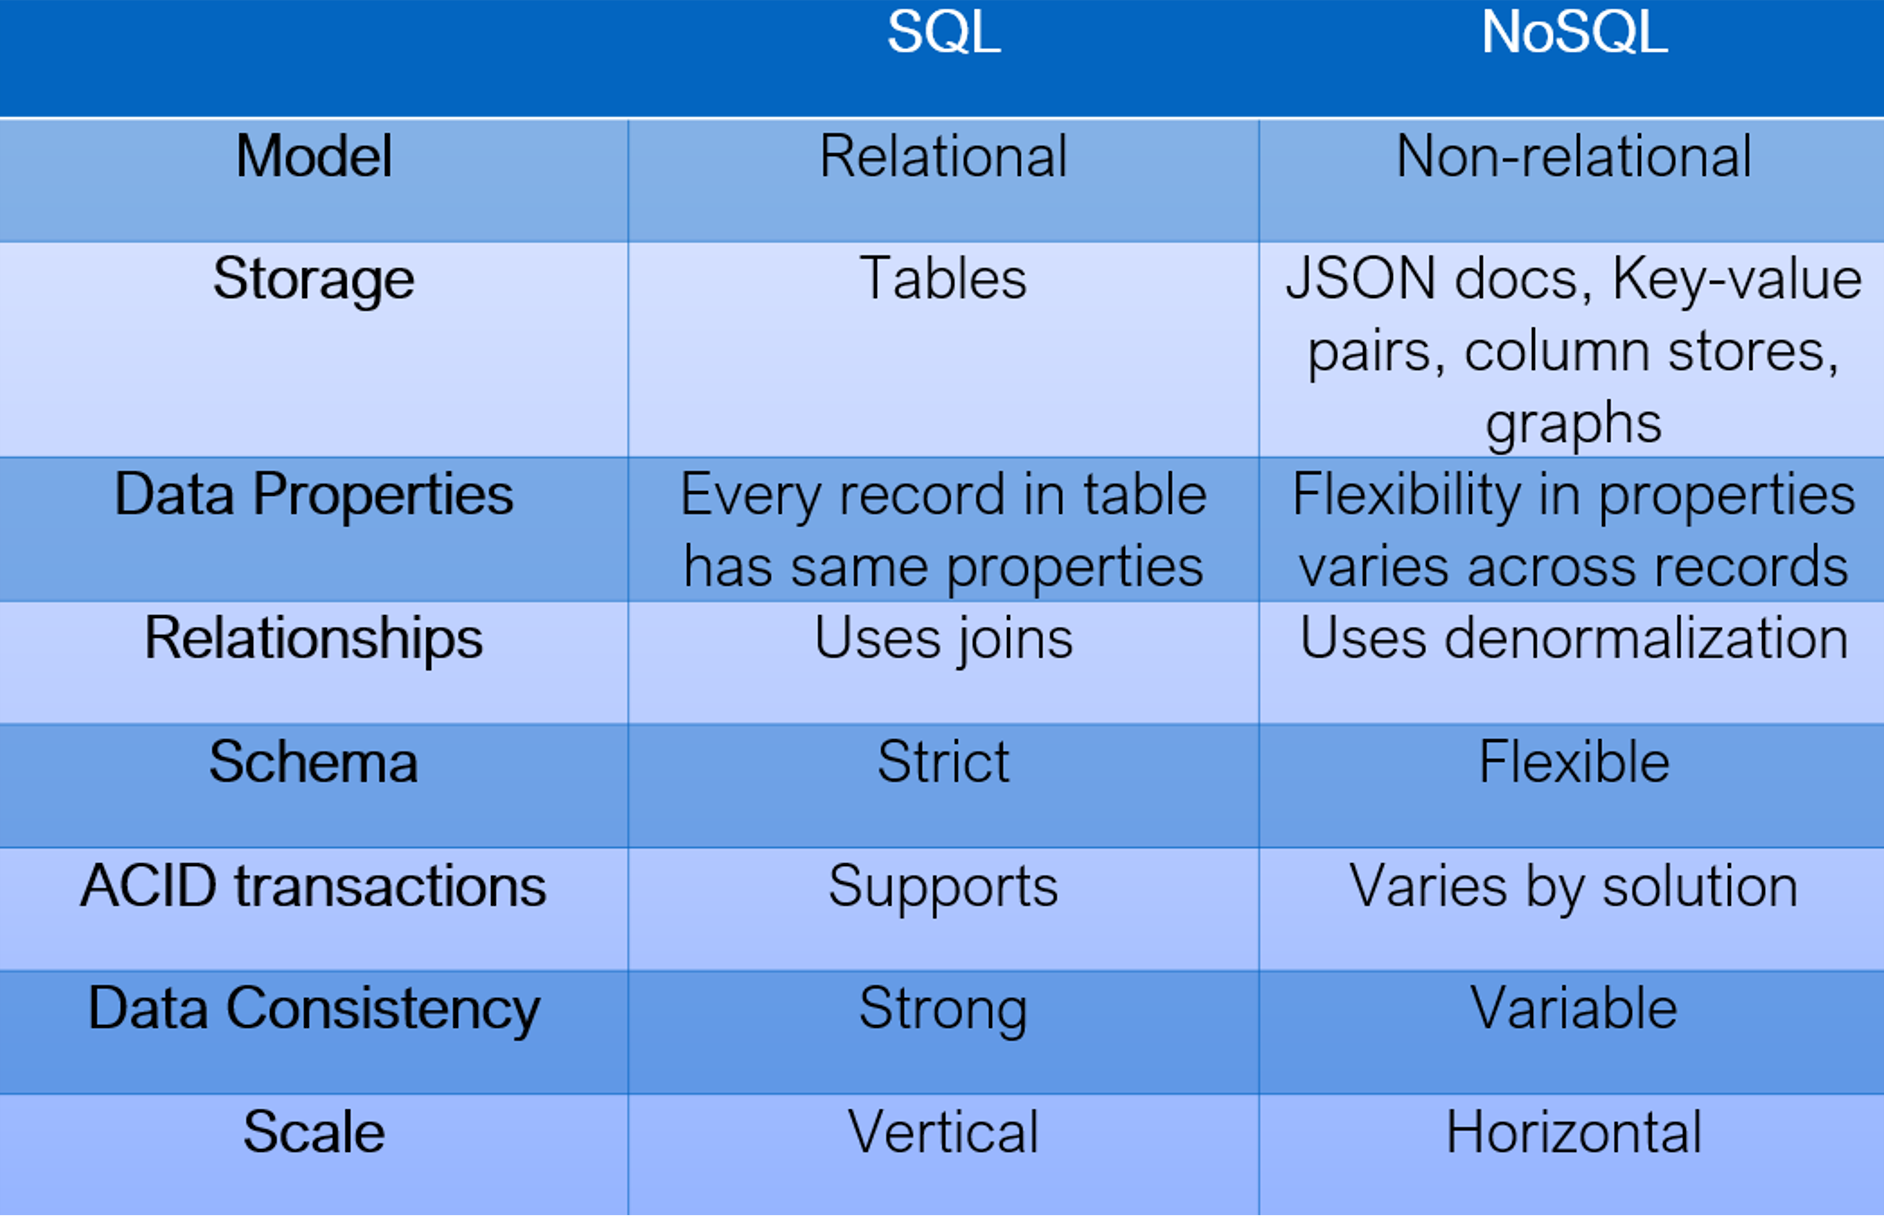 SQL NoSQL
Model Relational Non-relational
Storage Tables JSON docs, Key-value
pairs, column stores,
graphs
Data Properties Every record in table Flexibility in properties
has same properties varies across records
Relationships Uses joins Uses denormalization
Schema Strict Flexible
ACID transactions Supports Varies by solution
Data Consistency Strong Variable
Scale Vertical Horizontal